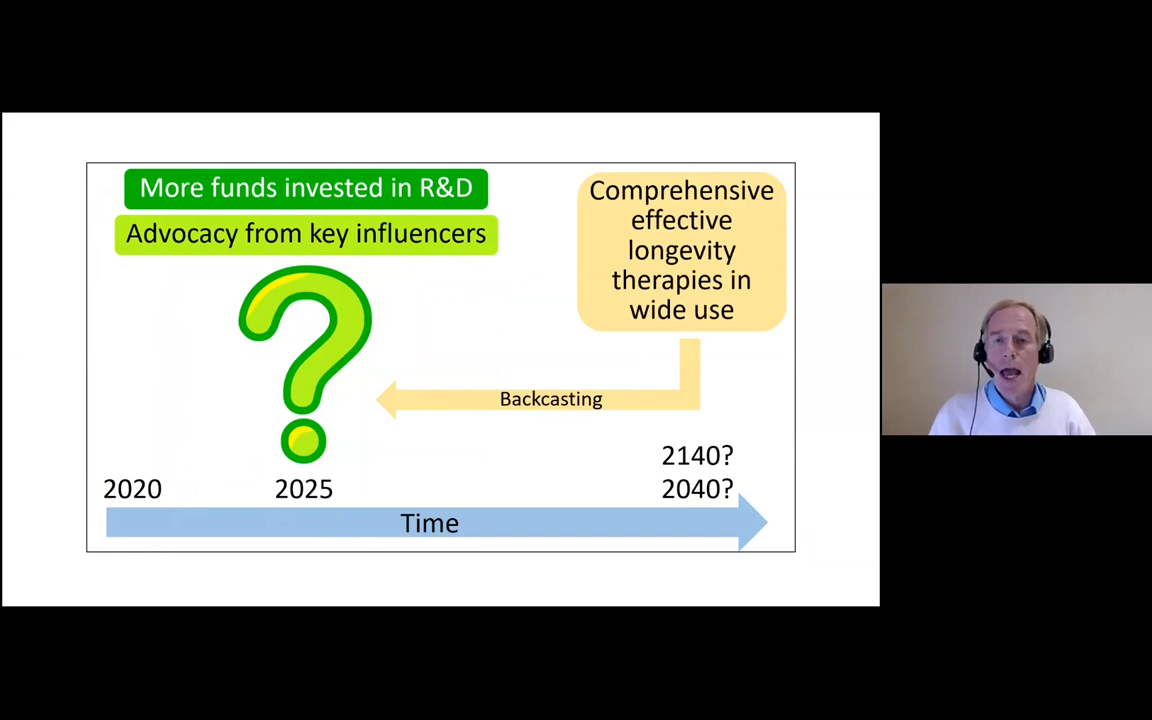 More funds invested in R&D
Advocacy from key influencers
Comprehensive
effective
longevity
therapies in
wide use
Backcasting
2140?
2020
2025
2040?
Time